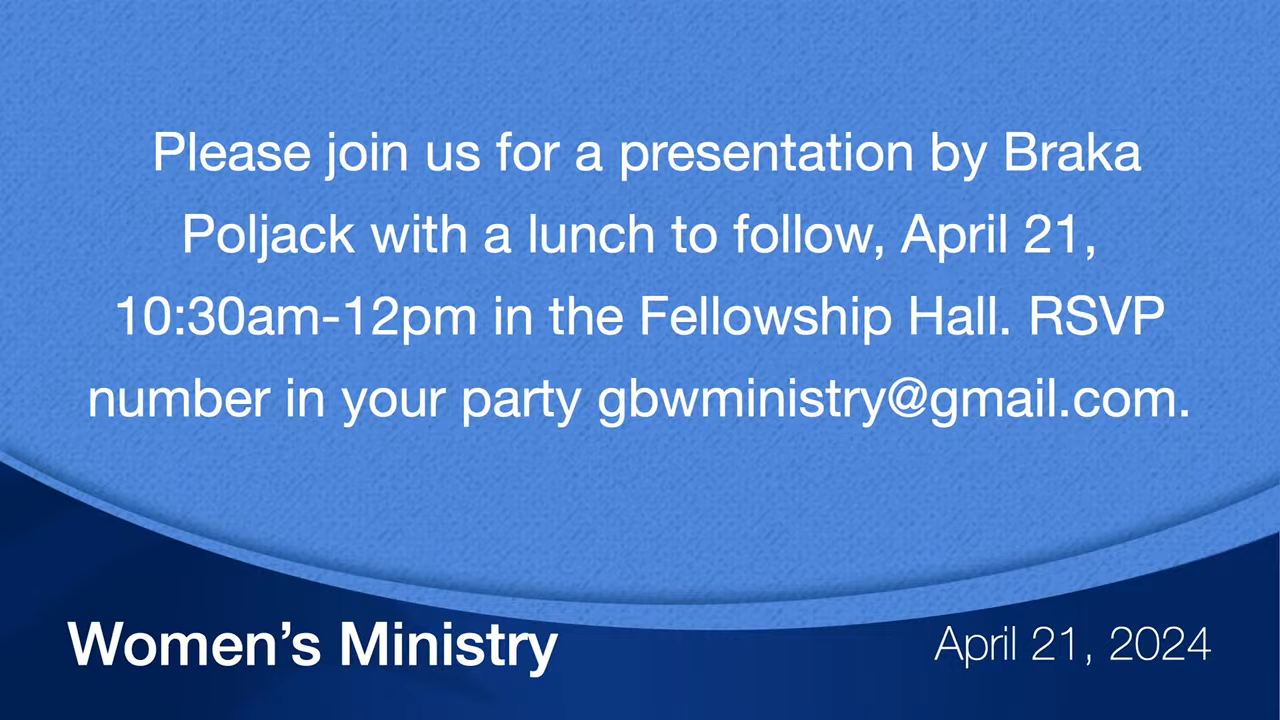 Please join us for a presentation by Braka
Poljack with a lunch to follow, April 21,
10:30am-12pm in the Fellowship Hall. RSVP
number in your party gbwministry@gmail.com.
Women’s Ministry
April 21, 2024